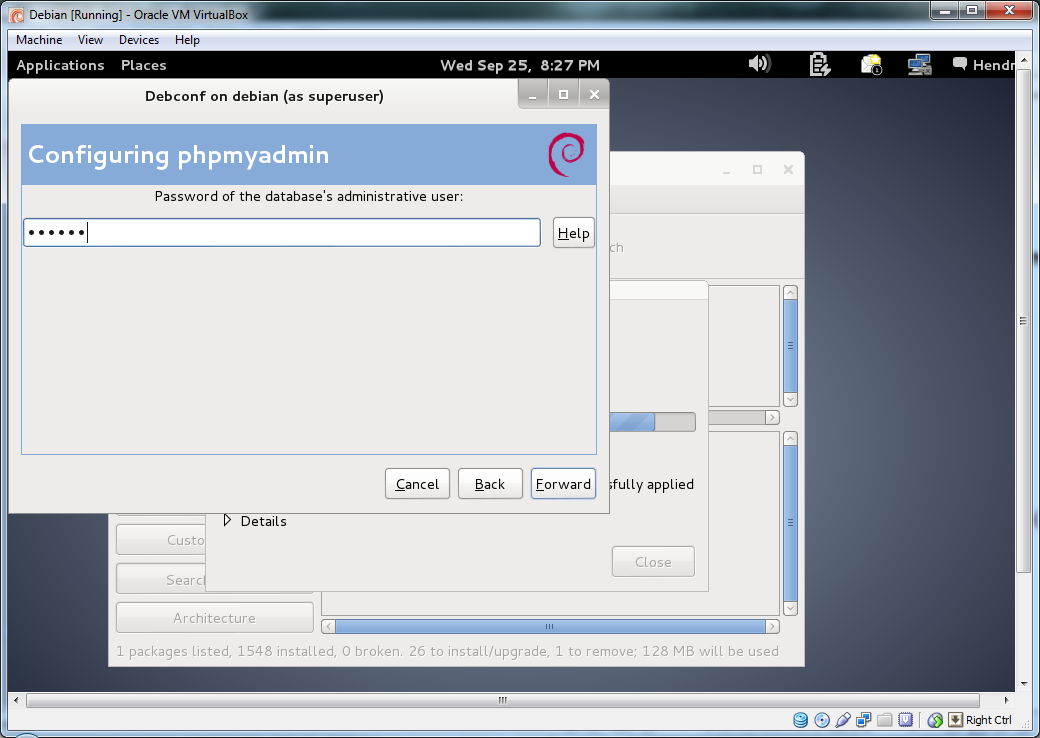 Debian [Running] - Oracle VM VirtualBox
Machine View Devices Help
Applications Places Wed Sep 25, 8:27 PM Hendr
Debconf on debian (as superuser)
Configuring phpmyadmin
Password of the database's administrative user:
••••••
Help
ch
Cancel Back Forward
sfully applied
Details
Custo
Close
Search
Architecture
1 packages listed, 1548 installed, 0 broken. 26 to install/upgrade, 1 to remove; 128 MB will be used
Right Ctrl